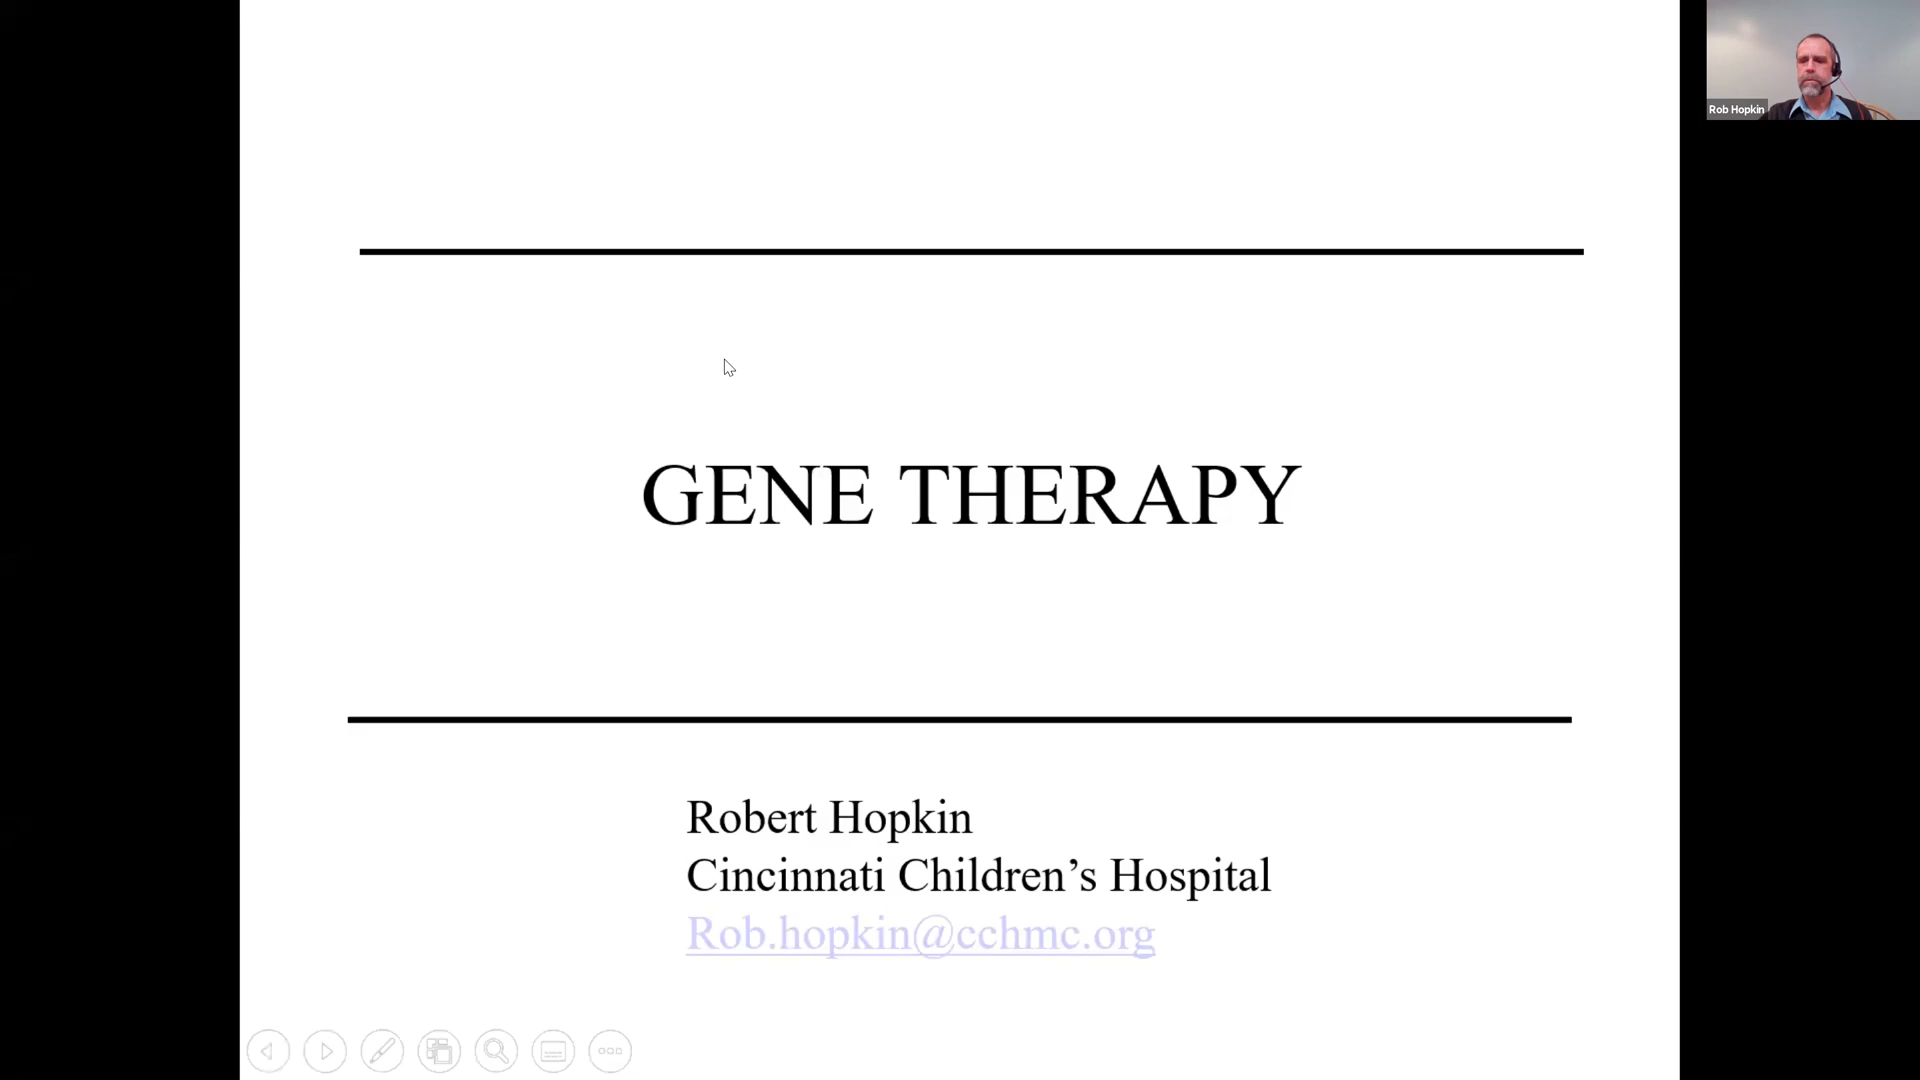 Rob Hopkin
GENE THERAPY
Robert Hopkin
Cincinnati Children’s Hospital
Rob.hopkin@cchmc.org